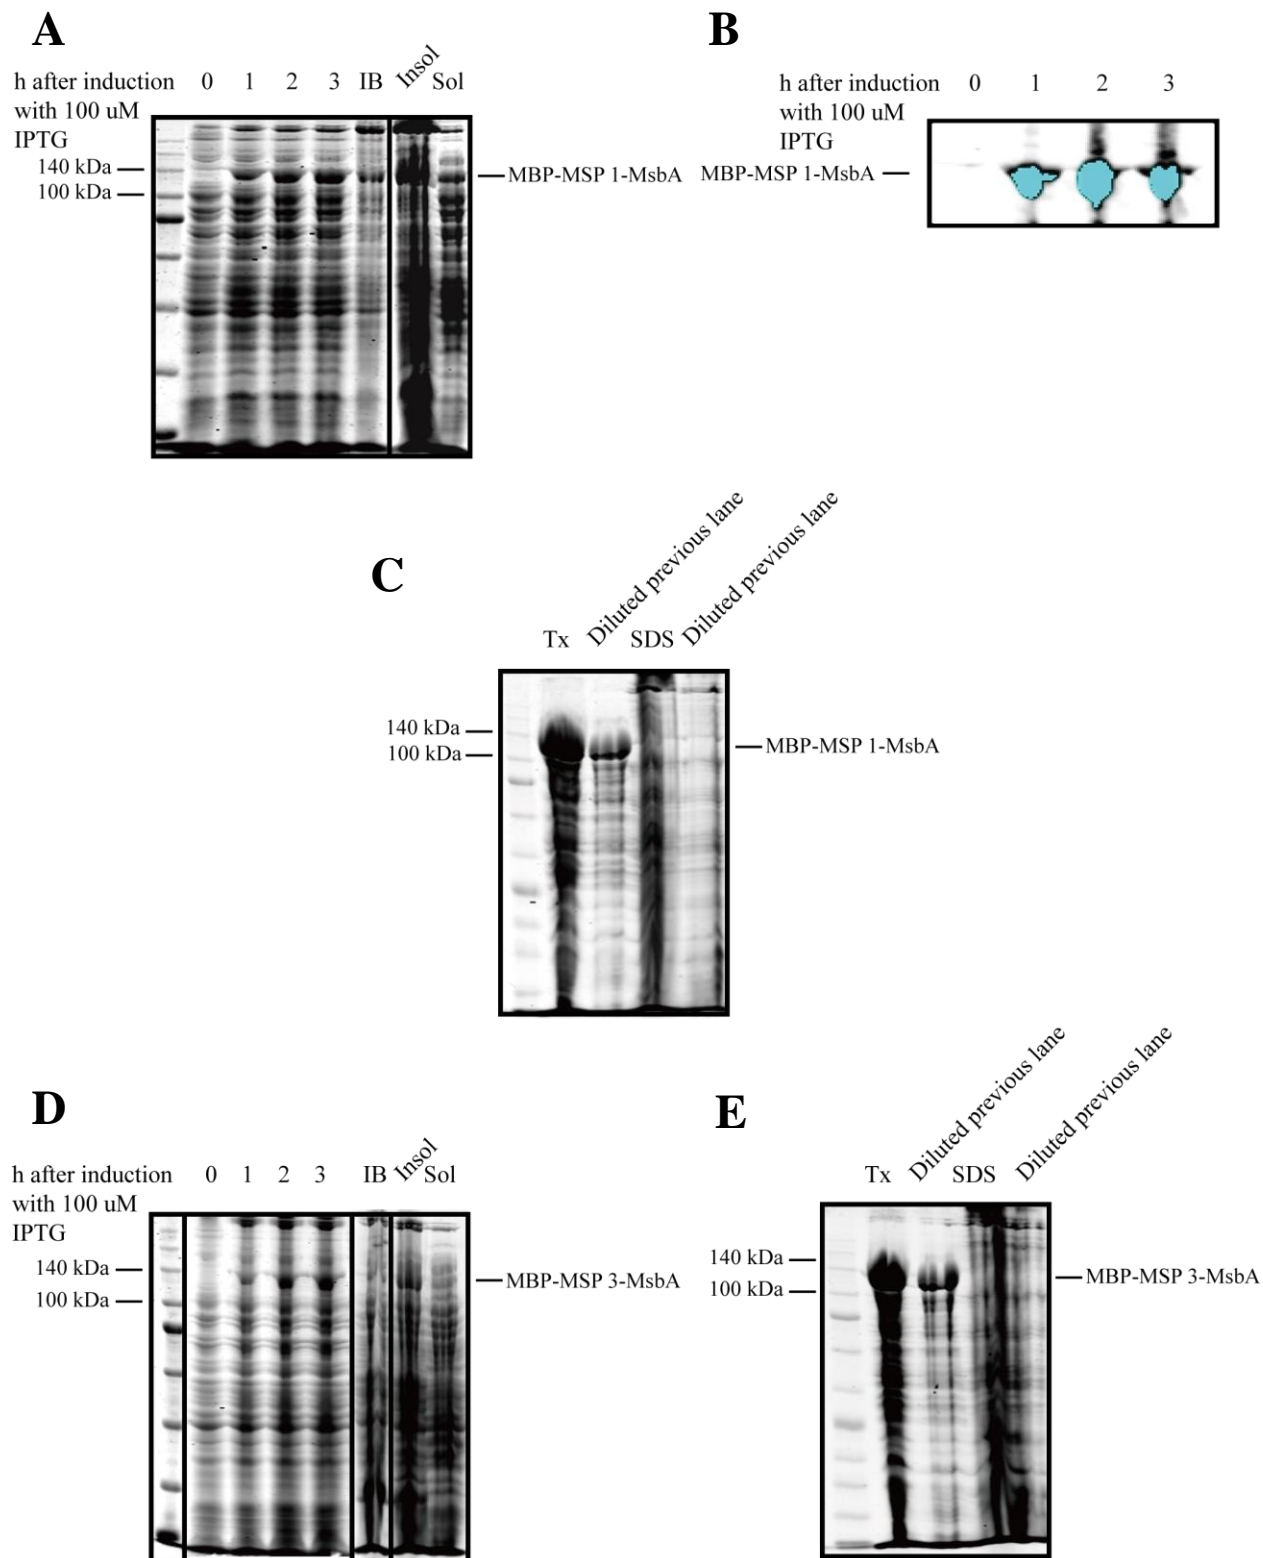 A
h after induction 0 1 2 3 IB Insol Sol
with 100 uM
IPTG
140 kDa
100 kDa
MBP-MSP 1-MsbA
B
h after induction 0 1 2 3
with 100 uM
IPTG
MBP-MSP 1-MsbA
C
Tx Diluted previous lane SDS Diluted previous lane
140 kDa
100 kDa
MBP-MSP 1-MsbA
D
h after induction 0 1 2 3 IB Insol Sol
with 100 uM
IPTG
140 kDa
100 kDa
MBP-MSP 3-MsbA
E
Tx Diluted previous lane SDS Diluted previous lane
140 kDa
100 kDa
MBP-MSP 3-MsbA